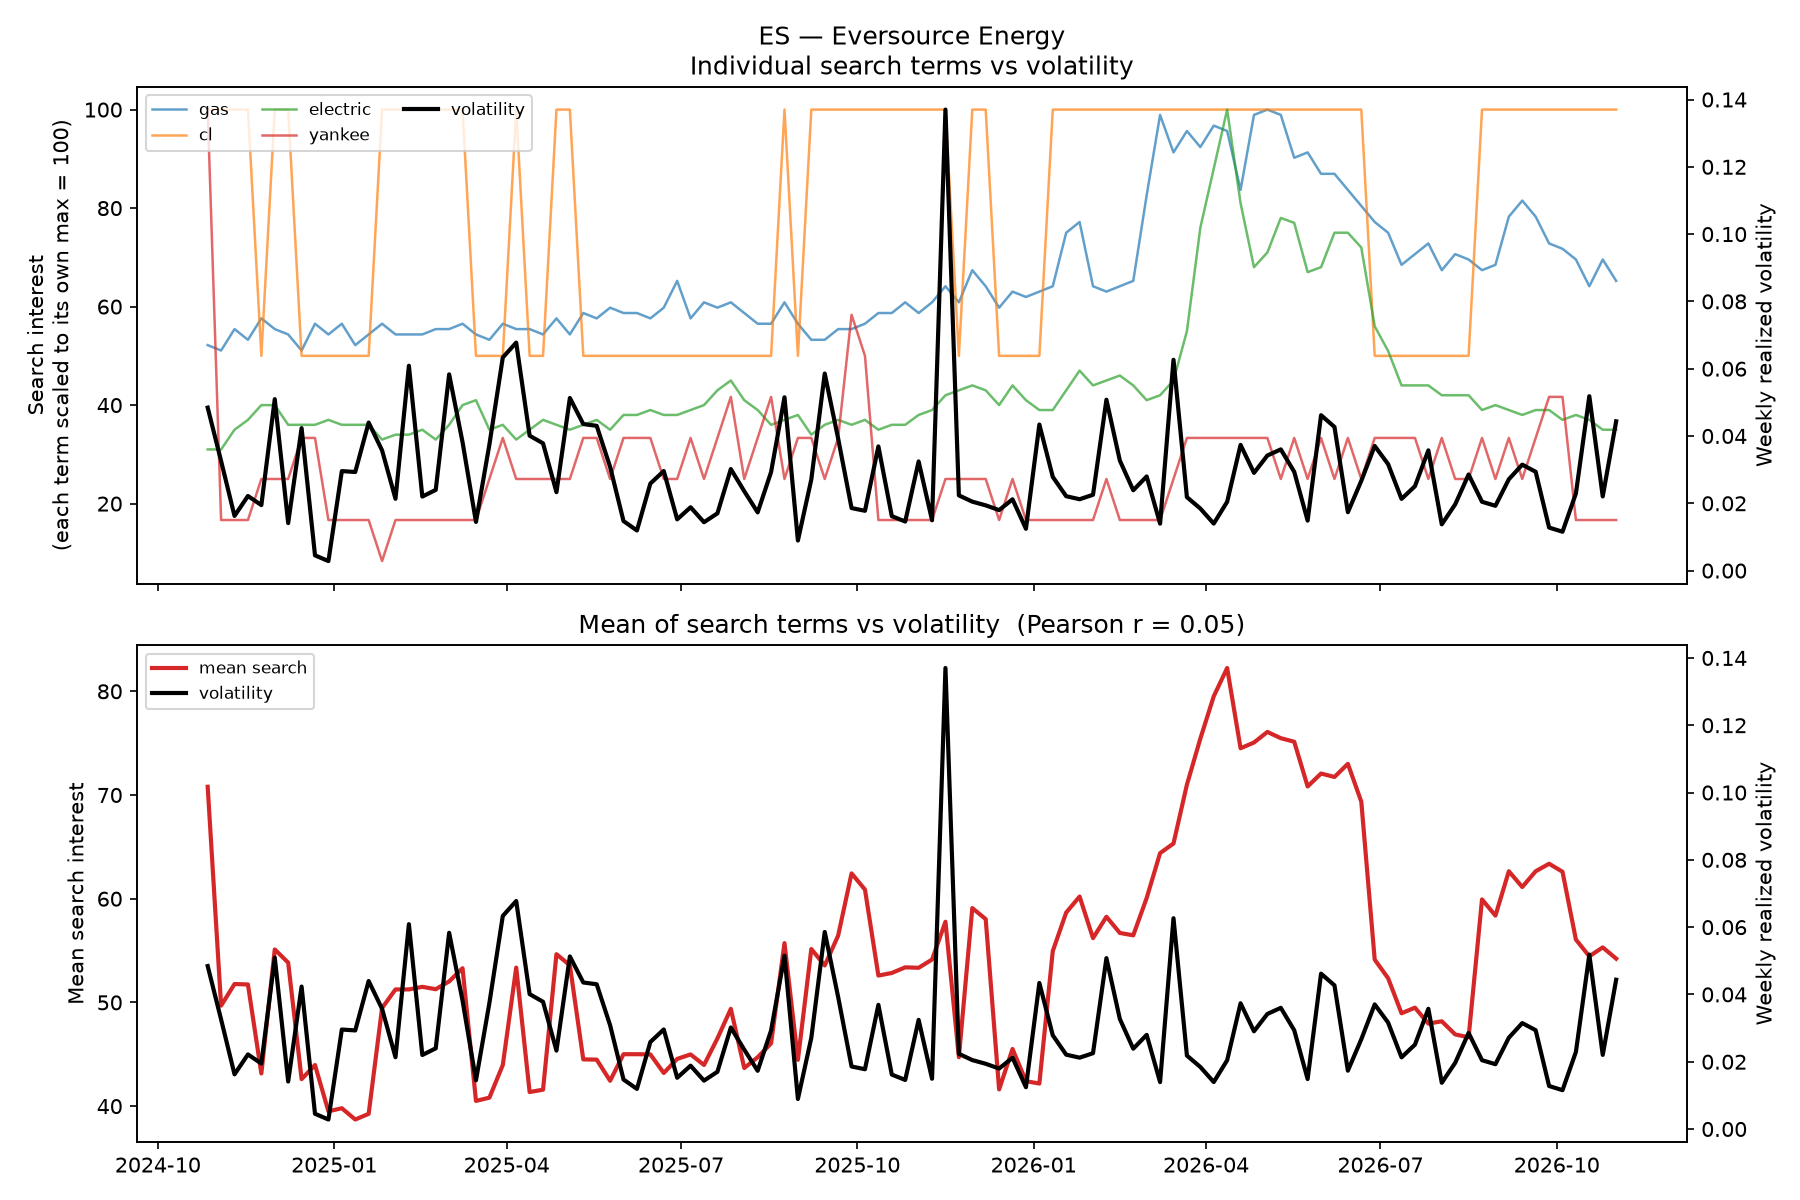 ES — Eversource Energy
Individual search terms vs volatility
gas
cl
electric
yankee
volatility
Search interest
(each term scaled to its own max = 100)
100
80
60
40
20
0.14
0.12
0.10
0.08
0.06
0.04
0.02
0.00
Weekly realized volatility
Mean of search terms vs volatility  (Pearson r = 0.05)
mean search
volatility
Mean search interest
80
70
60
50
40
0.14
0.12
0.10
0.08
0.06
0.04
0.02
0.00
Weekly realized volatility
2024-10
2025-01
2025-04
2025-07
2025-10
2026-01
2026-04
2026-07
2026-10